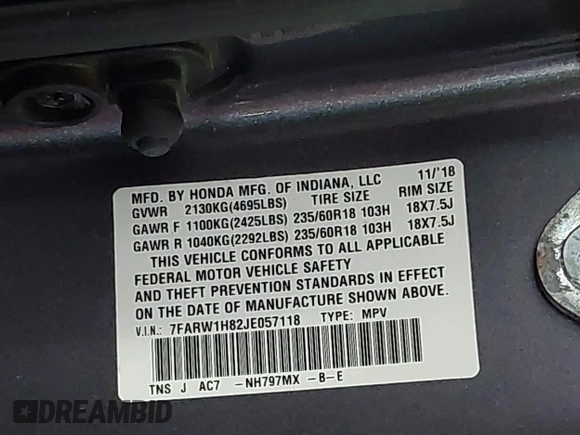 MFD. BY HONDA MFG. OF INDIANA, LLC 11/'18
GVWR 2130KG(4695LBS) TIRE SIZE RIM SIZE
GAWR F 1100KG(2425LBS) 235/60R18 103H 18X7.5J
GAWR R 1040KG(2292LBS) 235/60R18 103H 18X7.5J
THIS VEHICLE CONFORMS TO ALL APPLICABLE
FEDERAL MOTOR VEHICLE SAFETY
AND THEFT PREVENTION STANDARDS IN EFFECT
ON THE DATE OF MANUFACTURE SHOWN ABOVE.
V.I.N.: 7FARW1H82JE057118 TYPE: MPV
TNS J AC7 -NH797MX -B-E
DREAMBID